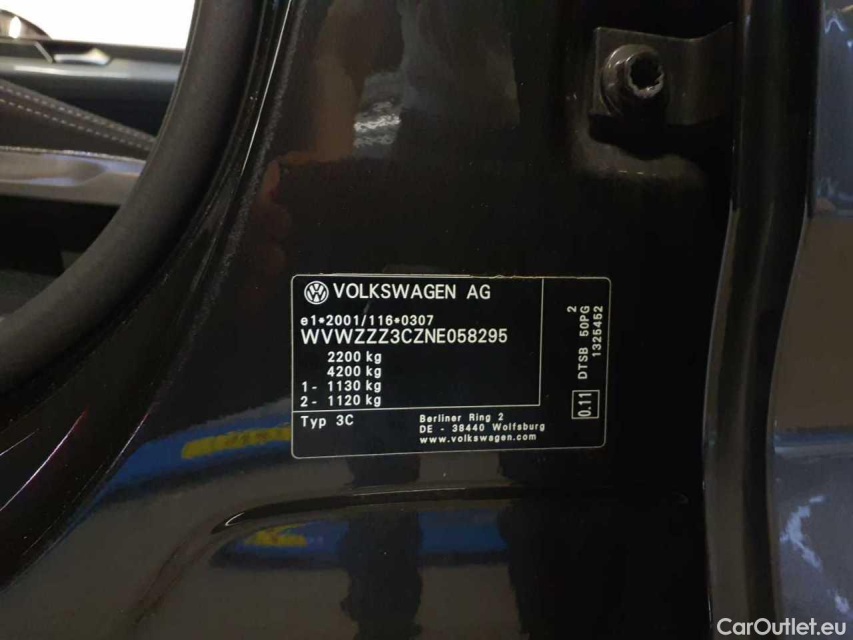 VOLKSWAGEN AG
e1*2001/116*0307
WVWZZZ3CZNE058295
2200 kg
4200 kg
1- 1130 kg
2- 1120 kg
Typ 3C
Berliner Ring 2
DE - 38440 Wolfsburg
www.volkswagen.com
2
DTSB 50PG
1325452
0.11
CarOutlet.eu